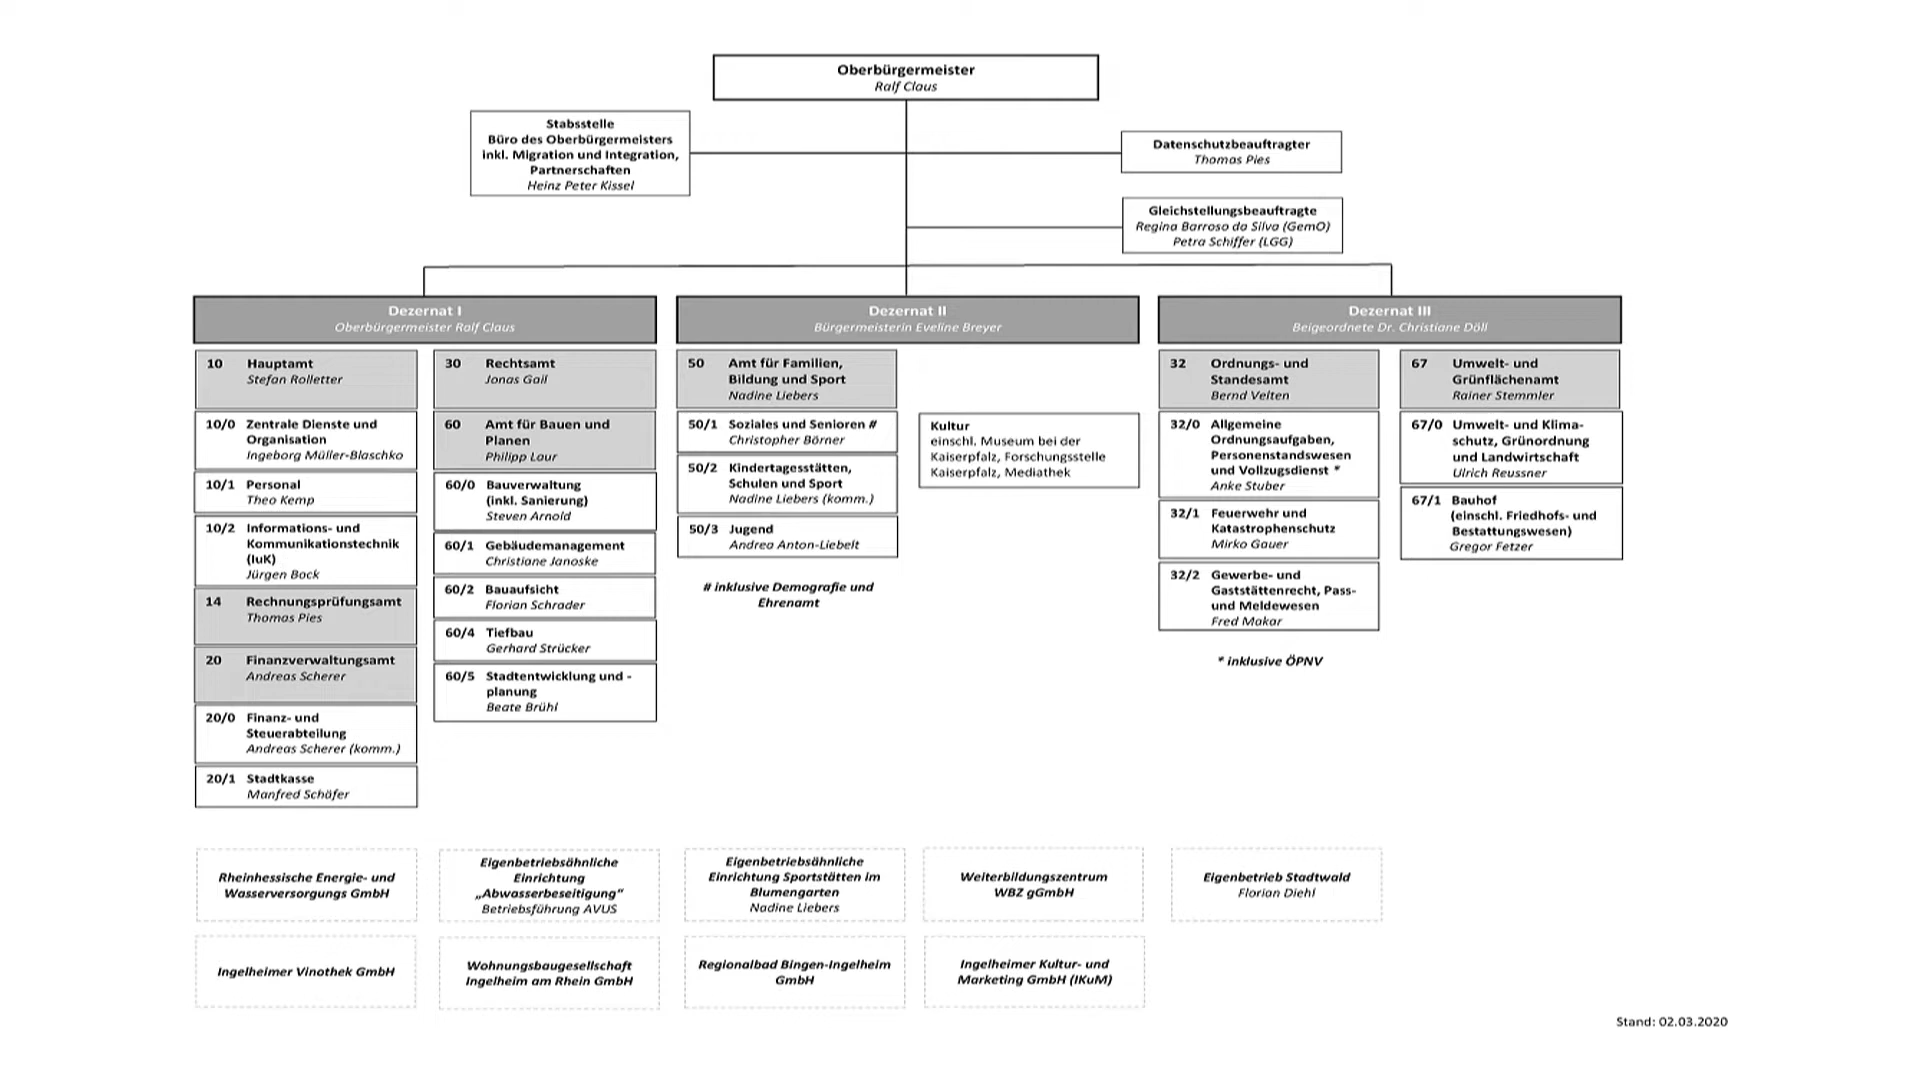 Oberbürgermeister
Ralf Claus
Stabsstelle
Büro des Oberbürgermeisters
inkl. Migration und Integration,
Partnerschaften
Heinz Peter Kissel
Datenschutzbeauftragter
Thomas Pies
Gleichstellungsbeauftragte
Regina Barroso da Silva (GemO)
Petra Schiffer (LGG)
Dezernat I
Oberbürgermeister Ralf Claus
10 Hauptamt
Stefan Rolletter
10/0 Zentrale Dienste und
Organisation
Ingeborg Müller-Blaschko
10/1 Personal
Theo Kemp
10/2 Informations- und
Kommunikationstechnik
(IuK)
Jürgen Bock
14 Rechnungsprüfungsamt
Thomas Pies
20 Finanzverwaltungsamt
Andreas Scherer
20/0 Finanz- und
Steuerabteilung
Andreas Scherer (komm.)
20/1 Stadtkasse
Manfred Schäfer
30 Rechtsamt
Jonas Gail
60 Amt für Bauen und
Planen
Philipp Laur
60/0 Bauverwaltung
(inkl. Sanierung)
Steven Arnold
60/1 Gebäudemanagement
Christiane Janoske
60/2 Bauaufsicht
Florian Schrader
60/4 Tiefbau
Gerhard Strücker
60/5 Stadtentwicklung und -
planung
Beate Brühl
Dezernat II
Bürgermeisterin Eveline Breyer
50 Amt für Familien,
Bildung und Sport
Nadine Liebers
50/1 Soziales und Senioren #
Christopher Börner
50/2 Kindertagesstätten,
Schulen und Sport
Nadine Liebers (komm.)
50/3 Jugend
Andrea Anton-Liebelt
# inklusive Demografie und
Ehrenamt
Kultur
einschl. Museum bei der
Kaiserpfalz, Forschungsstelle
Kaiserpfalz, Mediathek
Dezernat III
Beigeordnete Dr. Christiane Döll
32 Ordnungs- und
Standesamt
Bernd Velten
32/0 Allgemeine
Ordnungsaufgaben,
Personenstandswesen
und Vollzugsdienst *
Anke Stuber
32/1 Feuerwehr und
Katastrophenschutz
Mirko Gauer
32/2 Gewerbe- und
Gaststättenrecht, Pass-
und Meldewesen
Fred Makar
* inklusive ÖPNV
67 Umwelt- und
Grünflächenamt
Rainer Stemmler
67/0 Umwelt- und Klima-
schutz, Grünordnung
und Landwirtschaft
Ulrich Reussner
67/1 Bauhof
(einschl. Friedhofs- und
Bestattungswesen)
Gregor Fetzer
Rheinhessische Energie- und
Wasserversorgungs GmbH
Eigenbetriebsähnliche
Einrichtung
„Abwasserbeseitigung“
Betriebsführung AVUS
Eigenbetriebsähnliche
Einrichtung Sportstätten im
Blumengarten
Nadine Liebers
Weiterbildungszentrum
WBZ gGmbH
Eigenbetrieb Stadtwald
Florian Diehl
Ingelheimer Vinothek GmbH
Wohnungsbaugesellschaft
Ingelheim am Rhein GmbH
Regionalbad Bingen-Ingelheim
GmbH
Ingelheimer Kultur- und
Marketing GmbH (IKuM)
Stand: 02.03.2020